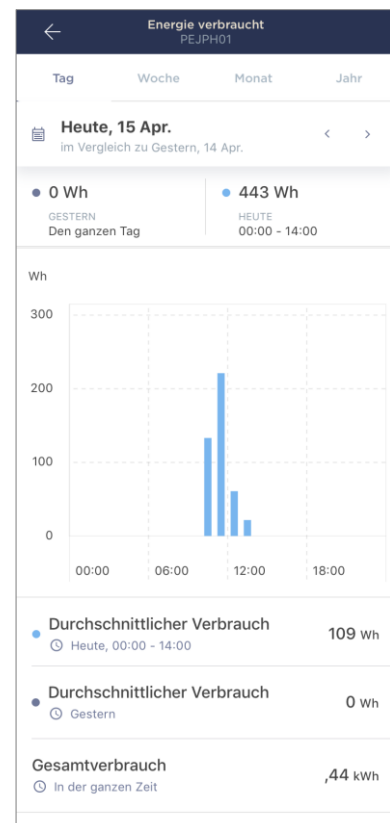 Energie verbraucht
PEJPH01
Tag Woche Monat Jahr
Heute, 15 Apr.
im Vergleich zu Gestern, 14 Apr.
0 Wh 443 Wh
GESTERN HEUTE
Den ganzen Tag 00:00 - 14:00
Wh
300
200
100
0
00:00 06:00 12:00 18:00
Durchschnittlicher Verbrauch 109 Wh
Heute, 00:00 - 14:00
Durchschnittlicher Verbrauch 0 Wh
Gestern
Gesamtverbrauch ,44 kWh
In der ganzen Zeit